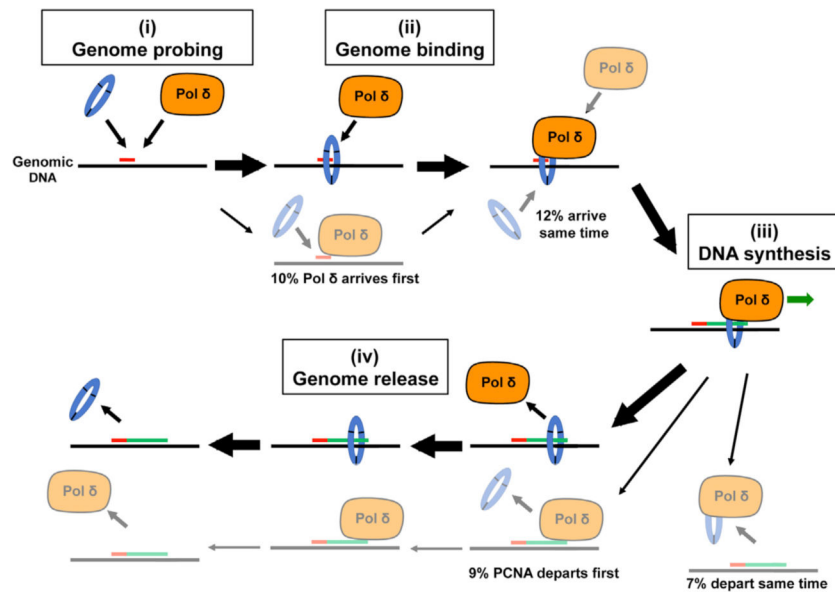 (i)
Genome probing
(ii)
Genome binding
Pol δ
Pol δ
Pol δ
Pol δ
Genomic
DNA
Pol δ
12% arrive
same time
10% Pol δ arrives first
(iii)
DNA synthesis
Pol δ
(iv)
Genome release
Pol δ
Pol δ
Pol δ
Pol δ
Pol δ
9% PCNA departs first
7% depart same time